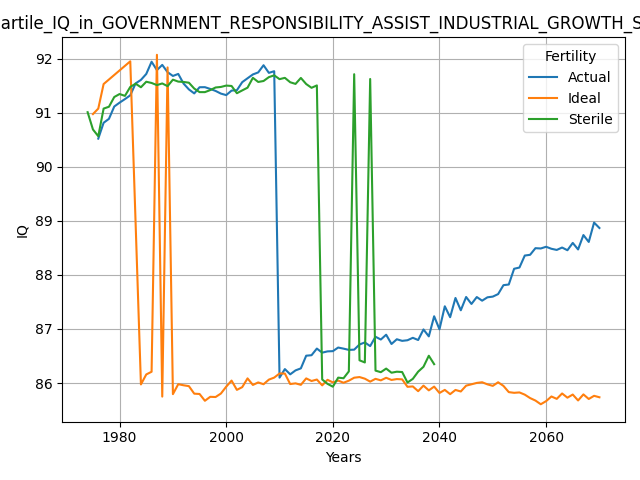 artile_IQ_in_GOVERNMENT_RESPONSIBILITY_ASSIST_INDUSTRIAL_GROWTH_S
Fertility
Actual
Ideal
Sterile
IQ
92
91
90
89
88
87
86
1980
2000
2020
2040
2060
Years